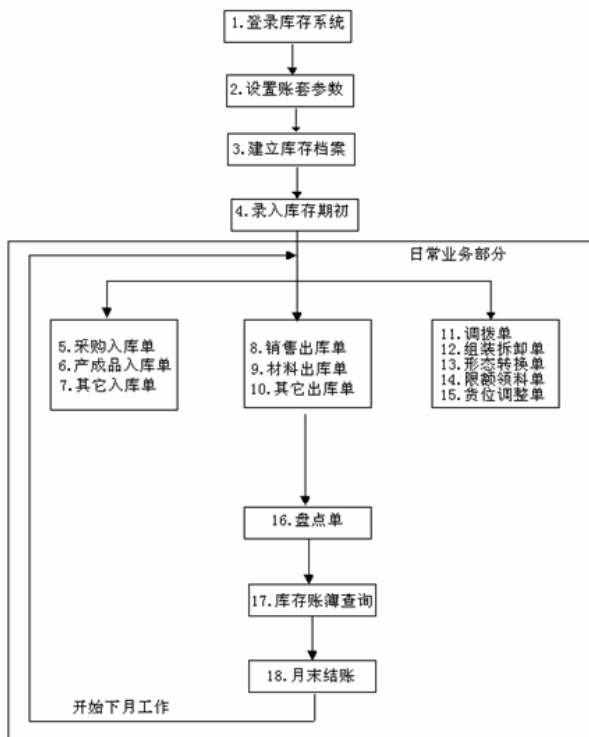 1.登录库存系统
2.设置账套参数
3.建立库存档案
4.录入库存期初
日常业务部分
5.采购入库单
6.产成品入库单
7.其它入库单
8.销售出库单
9.材料出库单
10.其它出库单
11.调拨单
12.组装拆卸单
13.形态转换单
14.限额领料单
15.货位调整单
16.盘点单
17.库存账簿查询
18.月末结账
开始下月工作